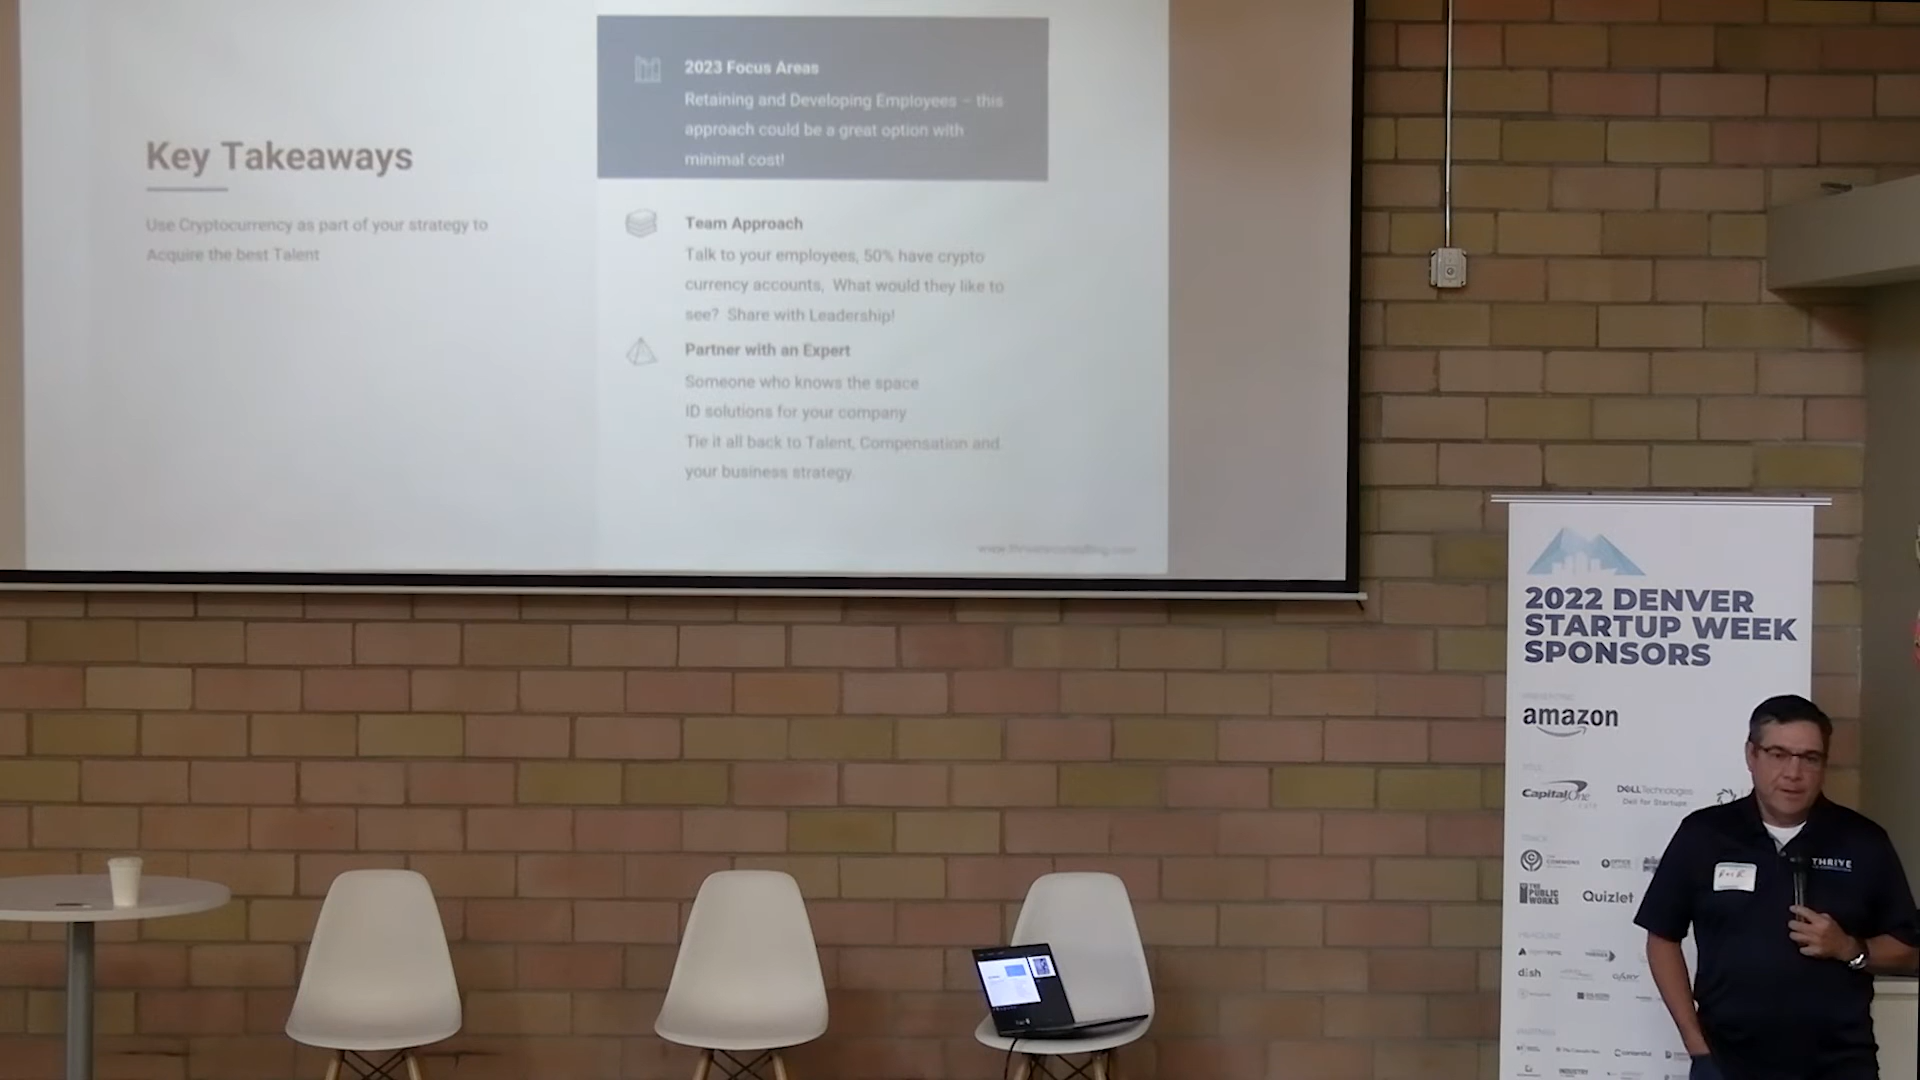 Key Takeaways
Use Cryptocurrency as part of your strategy to
Acquire the best Talent
2023 Focus Areas
Retaining and Developing Employees – this
approach could be a great option with
minimal cost!
Team Approach
Talk to your employees, 50% have crypto
currency accounts, What would they like to
see? Share with Leadership!
Partner with an Expert
Someone who knows the space
ID solutions for your company
Tie it all back to Talent, Compensation and
your business strategy.
2022 DENVER
STARTUP WEEK
SPONSORS
amazon
Capital One
DELL Technologies
Dell for Startups
COMMONS
OFFICE
THE
PUBLIC
WORKS
Quizlet
dish
THRIVE